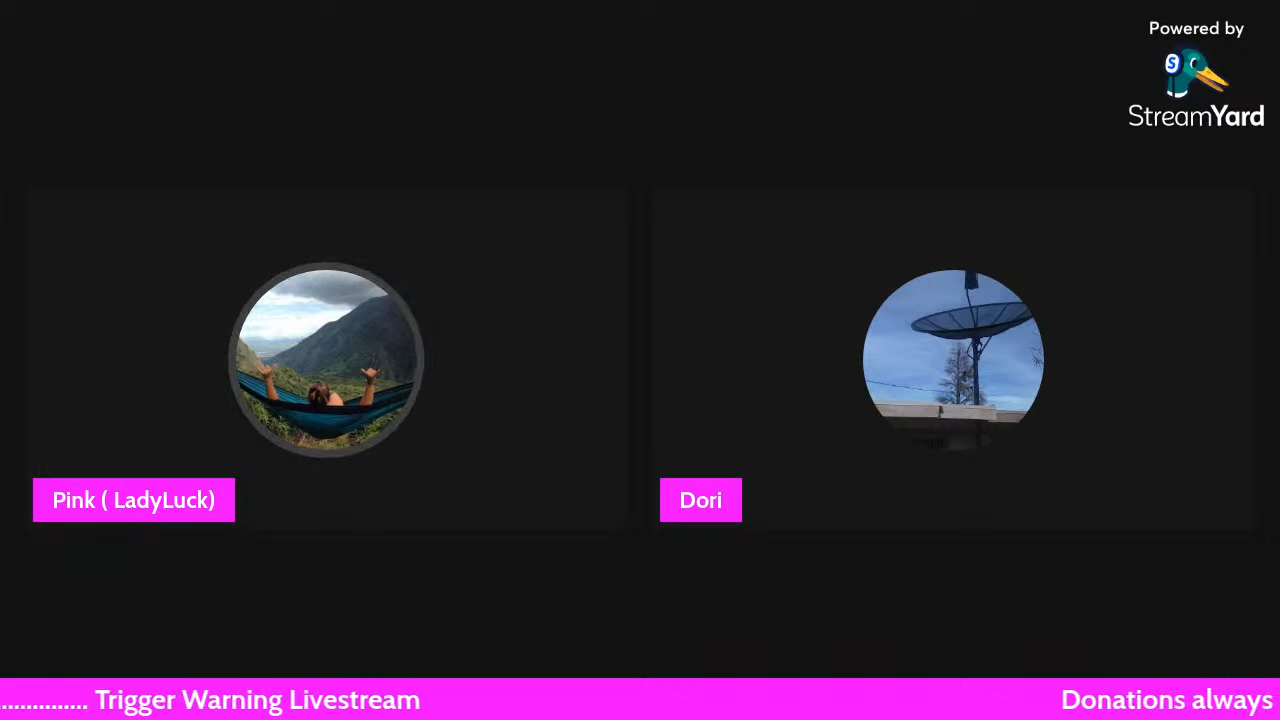 Powered by
S
StreamYard
Pink ( LadyLuck)
Dori
............... Trigger Warning Livestream
Donations always